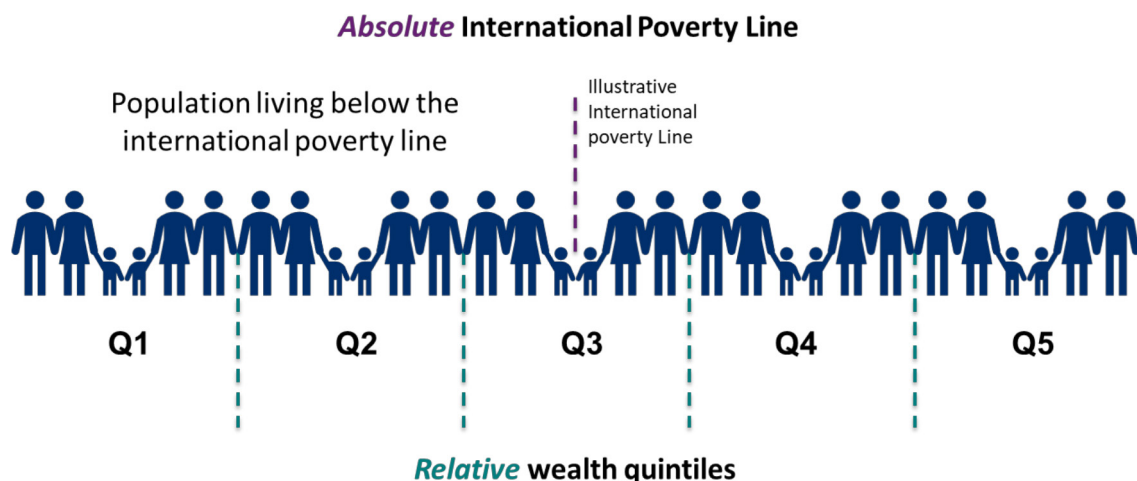 Absolute International Poverty Line
Population living below the
international poverty line
Illustrative
International
poverty Line
Q1
Q2
Q3
Q4
Q5
Relative wealth quintiles